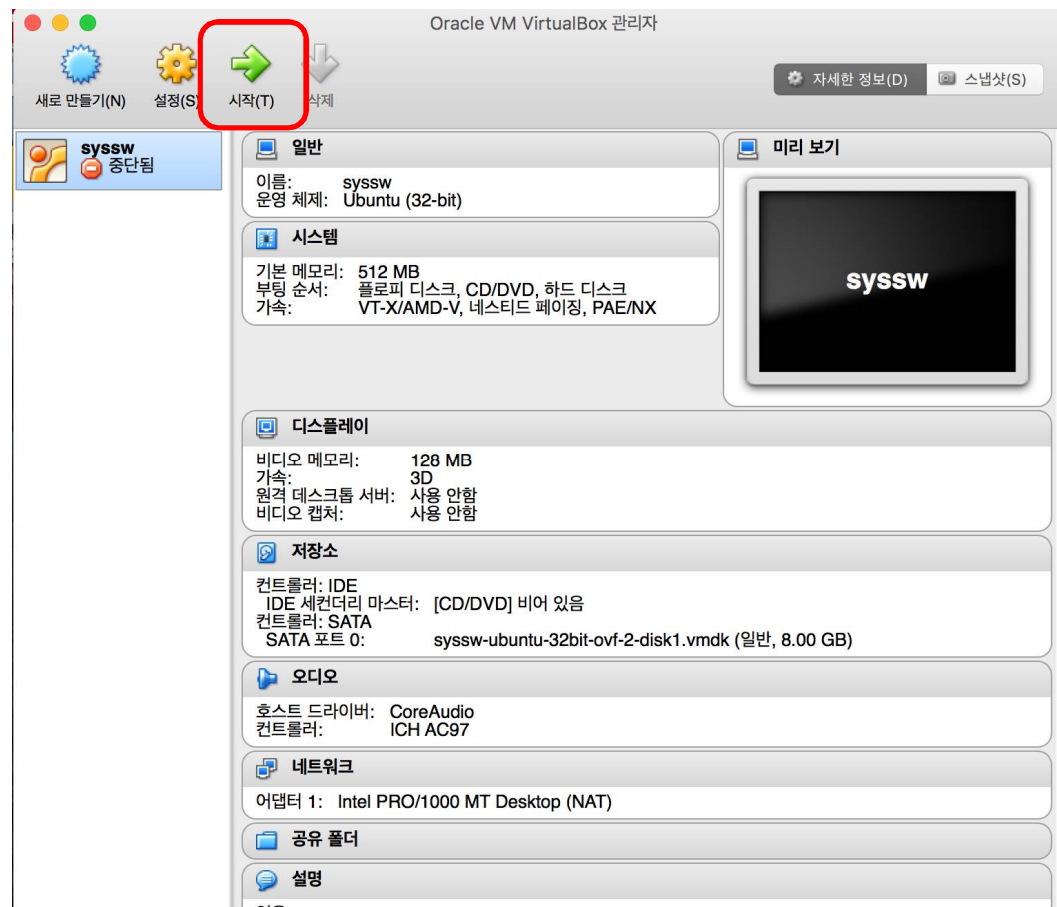 Oracle VM VirtualBox 관리자
새로 만들기(N) 설정(S) 시작(T) 삭제
자세한 정보(D) 스냅샷(S)
syssw
중단됨
일반
이름: syssw
운영 체제: Ubuntu (32-bit)
시스템
기본 메모리: 512 MB
부팅 순서: 플로피 디스크, CD/DVD, 하드 디스크
가속: VT-X/AMD-V, 네스티드 페이징, PAE/NX
미리 보기
syssw
디스플레이
비디오 메모리: 128 MB
가속: 3D
원격 데스크톱 서버: 사용 안함
비디오 캡처: 사용 안함
저장소
컨트롤러: IDE
IDE 세컨더리 마스터: [CD/DVD] 비어 있음
컨트롤러: SATA
SATA 포트 0: syssw-ubuntu-32bit-ovf-2-disk1.vmdk (일반, 8.00 GB)
오디오
호스트 드라이버: CoreAudio
컨트롤러: ICH AC97
네트워크
어댑터 1: Intel PRO/1000 MT Desktop (NAT)
공유 폴더
설명